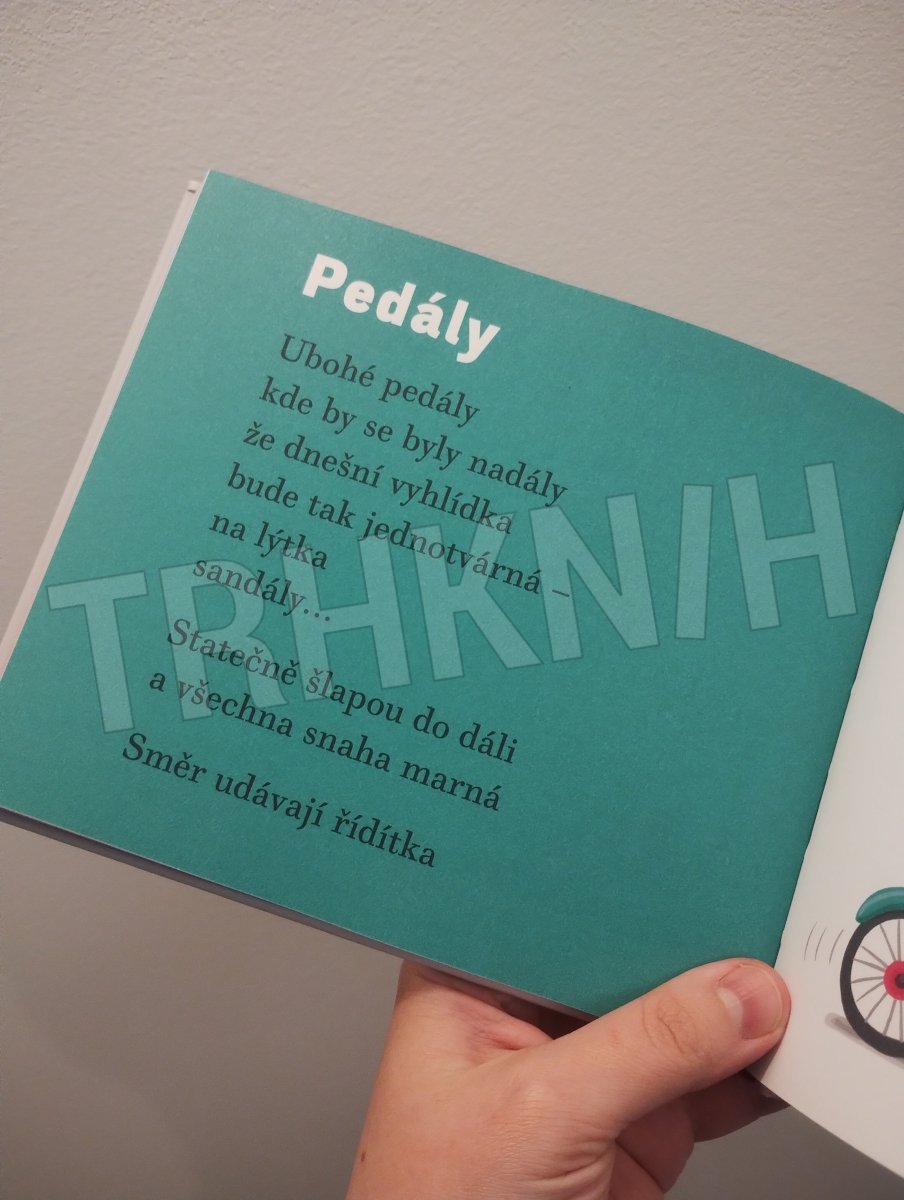 Pedály
Ubohé pedály
kde by se byly nadály
že dnešní vyhlídka
bude tak jednotvárná –
na lýtka
sandály...
Statečně šlapou do dáli
a všechna snaha marná
Směr udávají řídítka
TRHKNIH